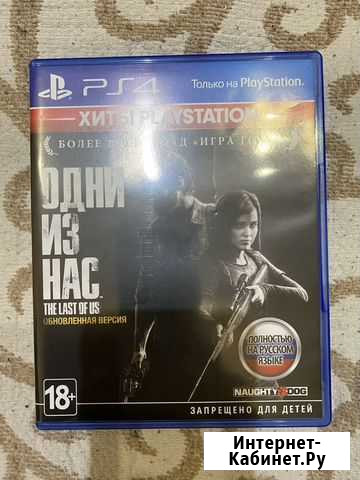 PS4
Только на PlayStation.
ХИТЫ PLAYSTATION
БОЛЕЕ
«ИГРА
ОДНИ
ИЗ
НАС
THE LAST OF US
ОБНОВЛЕННАЯ ВЕРСИЯ
ПОЛНОСТЬЮ
НА РУССКОМ
ЯЗЫКЕ
18+
NAUGHTY DOG
ЗАПРЕЩЕНО ДЛЯ ДЕТЕЙ
Интернет-
Кабинет.Ру